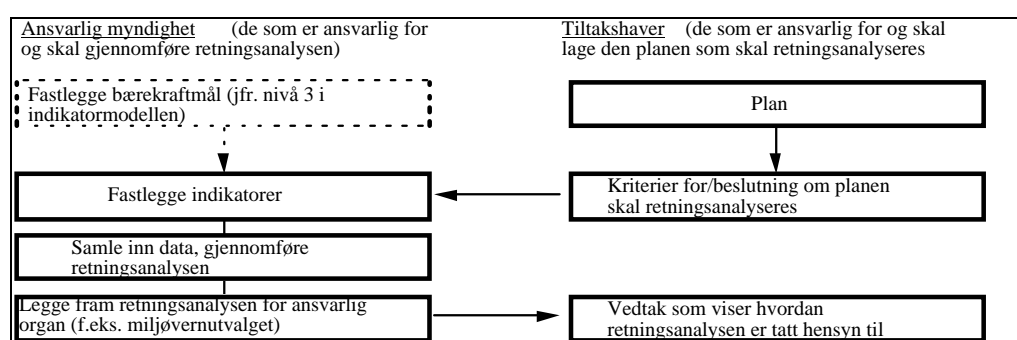 Ansvarlig myndighet (de som er ansvarlig for
og skal gjennomføre retningsanalysen)
Tiltakshaver (de som er ansvarlig for og skal
lage den planen som skal retningsanalyseres
Fastlegge bærekraftmål (jfr. nivå 3 i
indikatormodellen)
Plan
Fastlegge indikatorer
Kriterier for/beslutning om planen
skal retningsanalyseres
Samle inn data, gjennomføre
retningsanalysen
Legge fram retningsanalysen for ansvarlig
organ (f.eks. miljøvernutvalget)
Vedtak som viser hvordan
retningsanalysen er tatt hensyn til